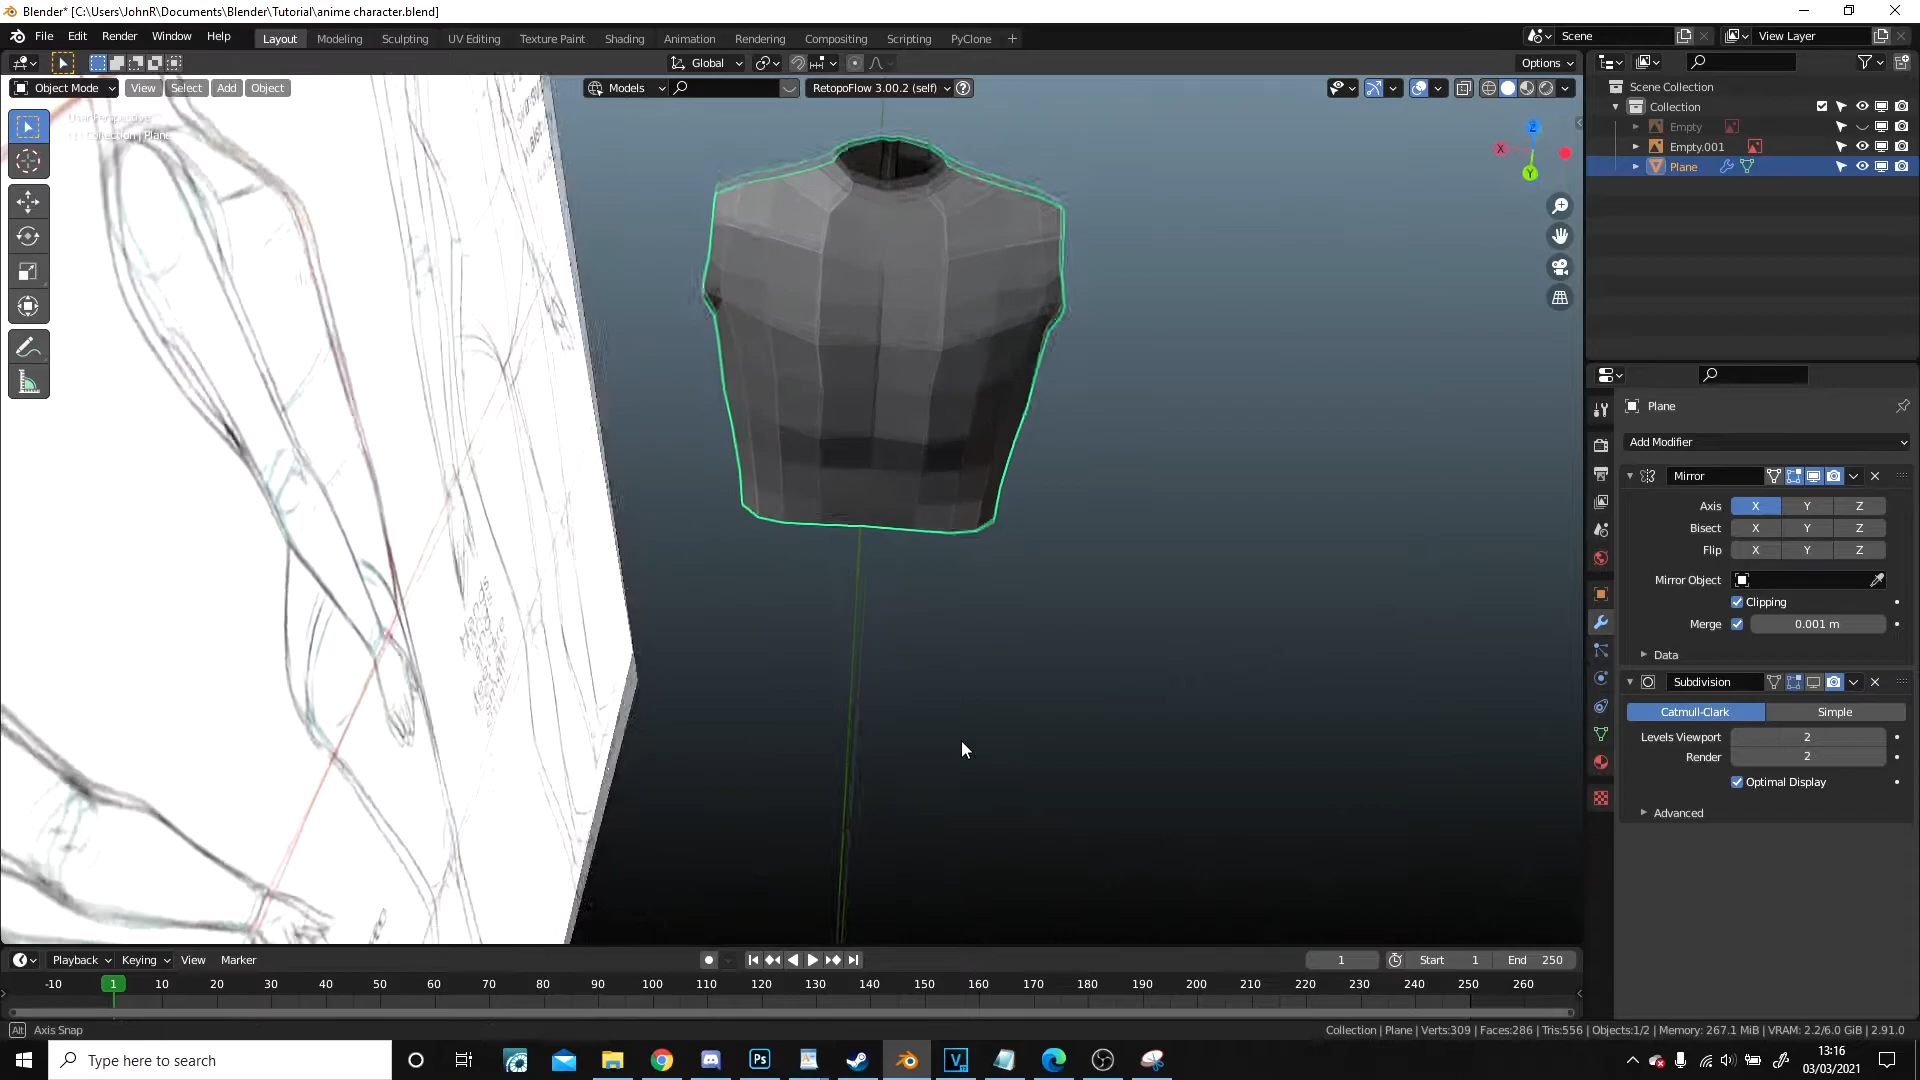 Blender* [C:\Users\JohnR\Documents\Blender\Tutorial\anime character.blend]
File Edit Render Window Help Layout Modeling Sculpting UV Editing Texture Paint Shading Animation Rendering Compositing Scripting PyClone + Scene View Layer
Global Options
Object Mode View Select Add Object Models RetopoFlow 3.00.2 (self)
User Perspective
(1) Collection | Plane
Z
X
Y
Scene Collection
Collection
Empty
Empty.001
Plane
Plane
Add Modifier
Mirror
Axis X Y Z
Bisect X Y Z
Flip X Y Z
Mirror Object
Clipping
Merge 0.001 m
Data
Subdivision
Catmull-Clark Simple
Levels Viewport 2
Render 2
Optimal Display
Advanced
Playback Keying View Marker 1 Start 1 End 250
-10 1 10 20 30 40 50 60 70 80 90 100 110 120 130 140 150 160 170 180 190 200 210 220 230 240 250 260
Alt Axis Snap Collection | Plane | Verts:309 | Faces:286 | Tris:556 | Objects:1/2 | Memory: 267.1 MiB | VRAM: 2.2/6.0 GiB | 2.91.0
Type here to search Ps V 13:16
03/03/2021